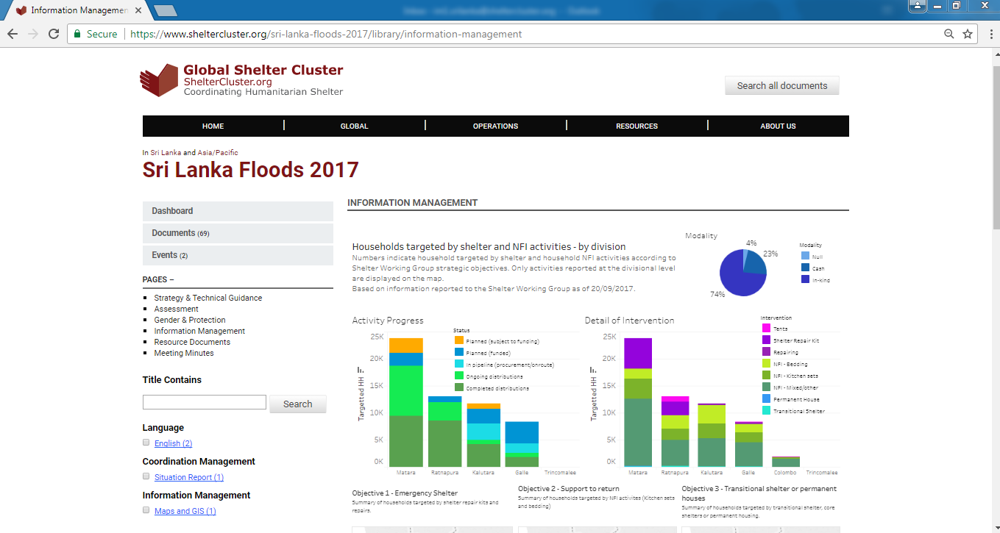 Information Managemen
Secure
https://www.sheltercluster.org/sri-lanka-floods-2017/library/information-management
Global Shelter Cluster
ShelterCluster.org
Coordinating Humanitarian Shelter
Search all documents
HOME GLOBAL OPERATIONS RESOURCES ABOUT US
In Sri Lanka and Asia/Pacific
Sri Lanka Floods 2017
Dashboard
Documents (69)
Events (2)
PAGES –
Strategy & Technical Guidance
Assessment
Gender & Protection
Information Management
Resource Documents
Meeting Minutes
Title Contains
Search
Language
English (2)
Coordination Management
Situation Report (1)
Information Management
Maps and GIS (1)
INFORMATION MANAGEMENT
Households targeted by shelter and NFI activities - by division
Numbers indicate household targeted by shelter and household NFI activities according to
Shelter Working Group strategic objectives. Only activities reported at the divisional level
are displayed on the map.
Based on information reported to the Shelter Working Group as of 20/09/2017.
Modality
4%
23%
74%
Modality
Null
Cash
In-kind
Activity Progress
Status
Planned (subject to funding)
Planned (funded)
In pipeline (procurement/onroute)
Ongoing distributions
Completed distributions
Targetted HH
25K
20K
15K
10K
5K
0K
Matara Ratnapura Kalutara Galle Trincomalee
Detail of Intervention
Intervention
Tents
Shelter Repair Kit
Repairing
NFI - Bedding
NFI - Kitchen sets
NFI - Mixed/other
Permanent House
Transitional Shelter
Targetted HH
25K
20K
15K
10K
5K
0K
Matara Ratnapura Kalutara Galle Colombo Trincomalee
Objective 1 - Emergency Shelter
Summary of households targeted by shelter repair kits and
repairs.
Objective 2 - Support to return
Summary of households targeted by NFI activites (Kitchen sets
and bedding)
Objective 3 - Transitional shelter or permanent
houses
Summary of households targeted by transitional shelter, core
shelters or permanent housing.